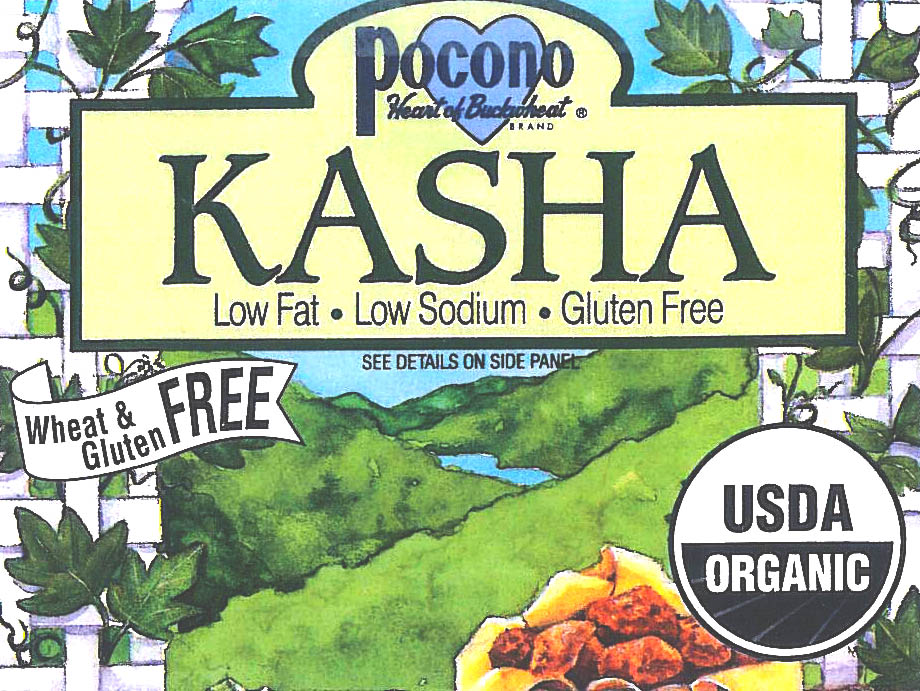 Pocono
Heart of Buckwheat ®
BRAND
KASHA
Low Fat • Low Sodium • Gluten Free
SEE DETAILS ON SIDE PANEL
Wheat &
Gluten FREE
USDA
ORGANIC